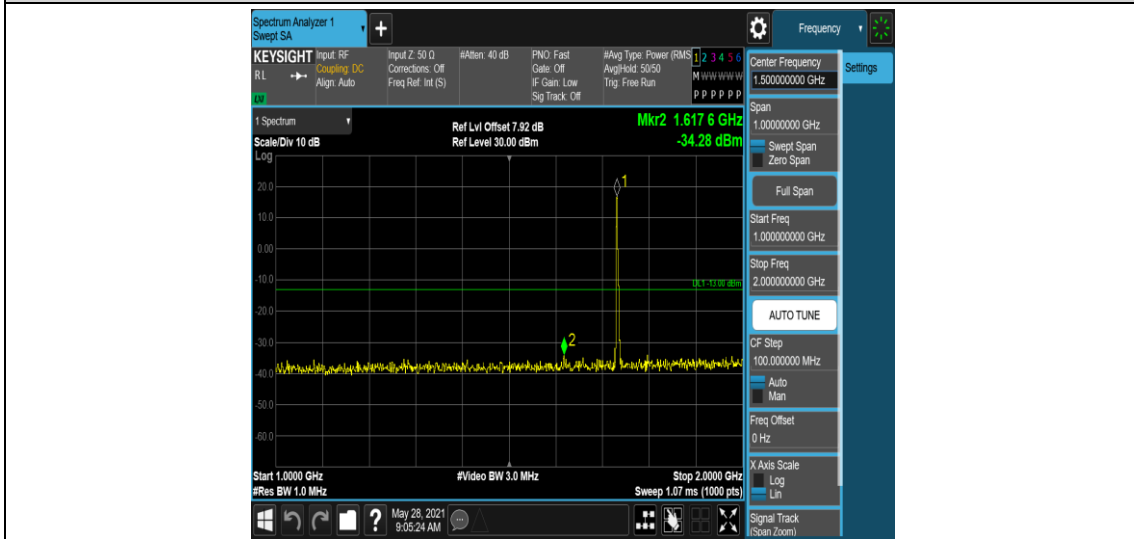 Spectrum Analyzer 1
Swept SA
Frequency
KEYSIGHT
RL
Input: RF
Coupling: DC
Align: Auto
Input Z: 50 Ω
Corrections: Off
Freq Ref: Int (S)
#Atten: 40 dB
PNO: Fast
Gate: Off
IF Gain: Low
Sig Track: Off
#Avg Type: Power (RMS
Avg|Hold: 50/50
Trig: Free Run
1 2 3 4 5 6
M W W W W W
P P P P P P
1 Spectrum
Scale/Div 10 dB
Log
Ref Lvl Offset 7.92 dB
Ref Level 30.00 dBm
Mkr2 1.617 6 GHz
-34.28 dBm
20.0
10.0
0.00
-10.0
-20.0
-30.0
-40.0
-50.0
-60.0
1
2
DL1 -13.00 dBm
Start 1.0000 GHz
#Video BW 3.0 MHz
Stop 2.0000 GHz
#Res BW 1.0 MHz
Sweep 1.07 ms (1000 pts)
May 28, 2021
9:05:24 AM
Center Frequency
1.500000000 GHz
Settings
Span
1.00000000 GHz
Swept Span
Zero Span
Full Span
Start Freq
1.000000000 GHz
Stop Freq
2.000000000 GHz
AUTO TUNE
CF Step
100.000000 MHz
Auto
Man
Freq Offset
0 Hz
X Axis Scale
Log
Lin
Signal Track
(Span Zoom)